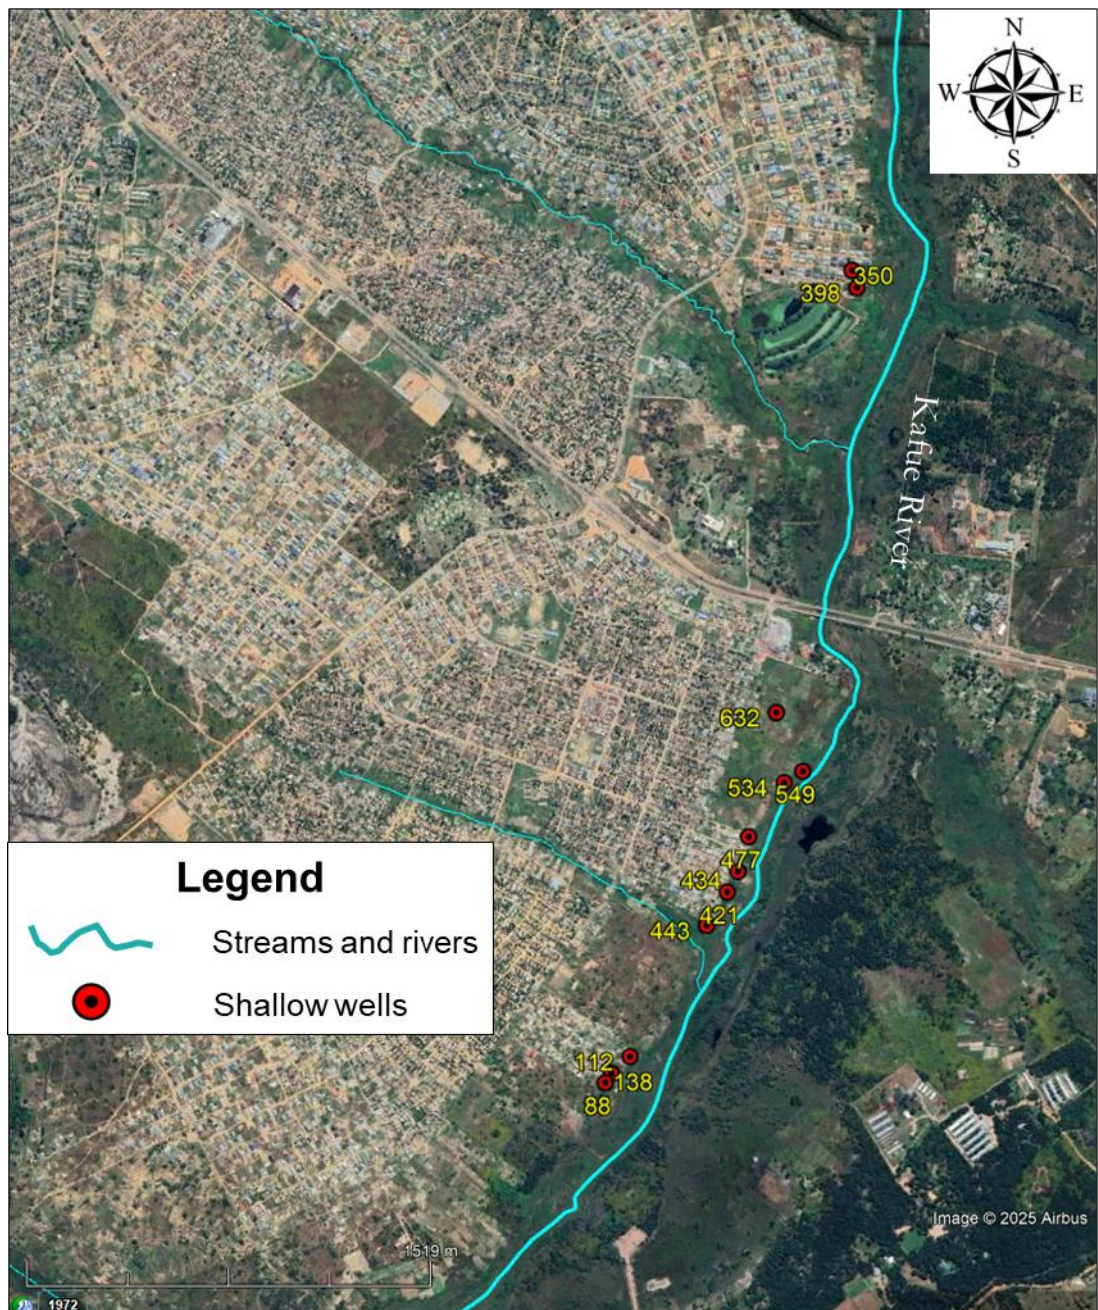 N
W E
S
350
398
Kafue River
632
534 549
477
434
421
443
112
138
88
Legend
Streams and rivers
Shallow wells
Image © 2025 Airbus
1519 m
1972